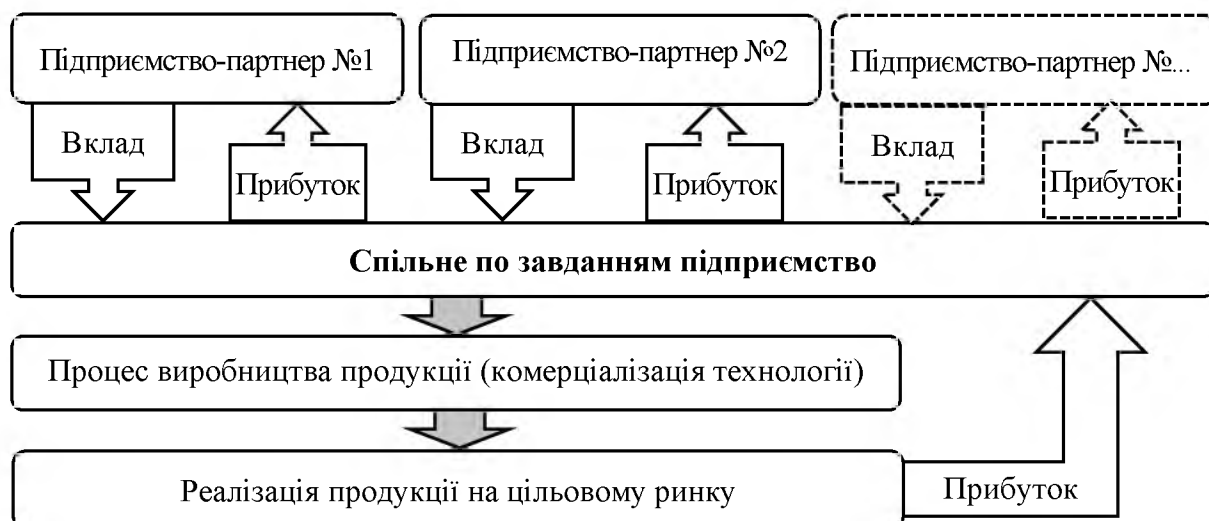 Підприємство-партнер №1
Підприємство-партнер №2
Підприємство-партнер №...
Вклад
Прибуток
Вклад
Прибуток
Вклад
Прибуток
Спільне по завданням підприємство
Процес виробництва продукції (комерціалізація технології)
Реалізація продукції на цільовому ринку
Прибуток